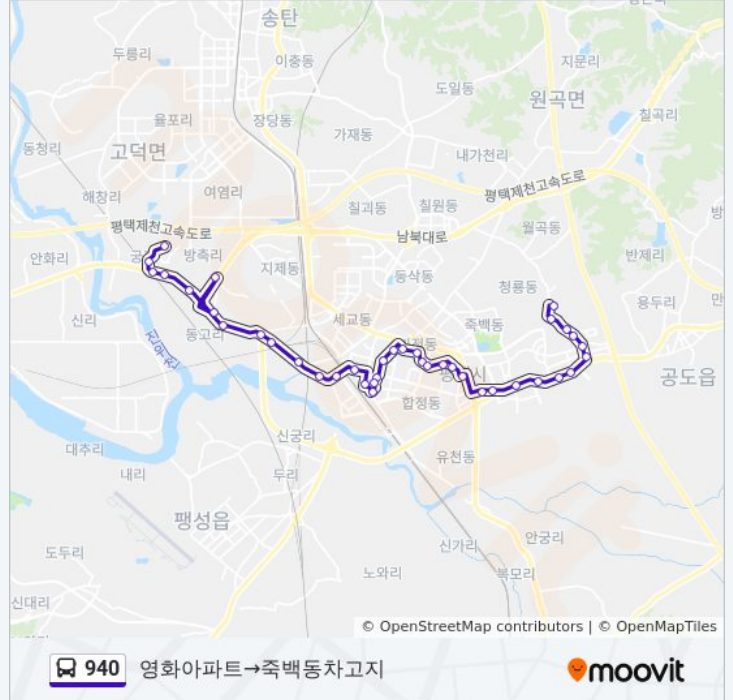 송탄
두릉리
이충동
지문리
도일동
원곡면
율포리
장당동
칠곡리
동청리
고덕면
가재동
내가천리
평택제천고속도로
해창리
여염리
칠괴동
칠원동
평택제천고속도로
남북대로
월곡동
방축리
안화리
지제동
반제리
동삭동
청룡동
용두리
신리
세교동
죽백동
동고리
진위천
시
공도읍
합정동
대추리
신궁리
내리
두리
유천동
팽성읍
안궁리
도두리
신가리
노와리
복모리
신대리
© OpenStreetMap contributors | © OpenMapTiles
940 영화아파트→죽백동차고지
moovit